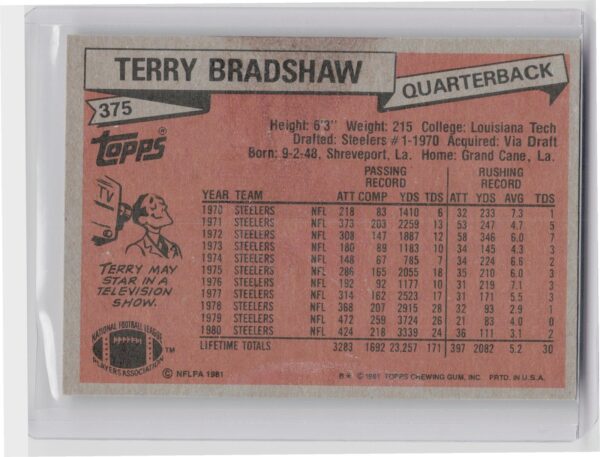 TERRY BRADSHAW
QUARTERBACK
375
Topps®
Height: 6'3" Weight: 215 College: Louisiana Tech
Drafted: Steelers #1-1970 Acquired: Via Draft
Born: 9-2-48, Shreveport, La. Home: Grand Cane, La.
PASSING RECORD RUSHING RECORD
YEAR TEAM ATT COMP YDS TDS ATT YDS AVG TDS
1970 STEELERS NFL 218 83 1410 6 32 233 7.3 1
1971 STEELERS NFL 373 203 2259 13 53 247 4.7 5
1972 STEELERS NFL 308 147 1887 12 58 346 6.0 7
1973 STEELERS NFL 180 89 1183 10 34 145 4.3 3
1974 STEELERS NFL 148 67 785 7 34 224 6.6 2
1975 STEELERS NFL 286 165 2055 18 35 210 6.0 3
1976 STEELERS NFL 192 92 1177 10 31 219 7.1 3
1977 STEELERS NFL 314 162 2523 17 31 171 5.5 3
1978 STEELERS NFL 368 207 2915 28 32 93 2.9 1
1979 STEELERS NFL 472 259 3724 26 21 83 4.0 0
1980 STEELERS NFL 424 218 3339 24 36 111 3.1 2
LIFETIME TOTALS 3283 1692 23,257 171 397 2082 5.2 30
TV
TERRY MAY
STAR IN A
TELEVISION
SHOW.
NATIONAL FOOTBALL LEAGUE
PLAYERS ASSOCIATION
TM
© NFLPA 1981
B* © 1981 TOPPS CHEWING GUM, INC. PRTD. IN U.S.A.